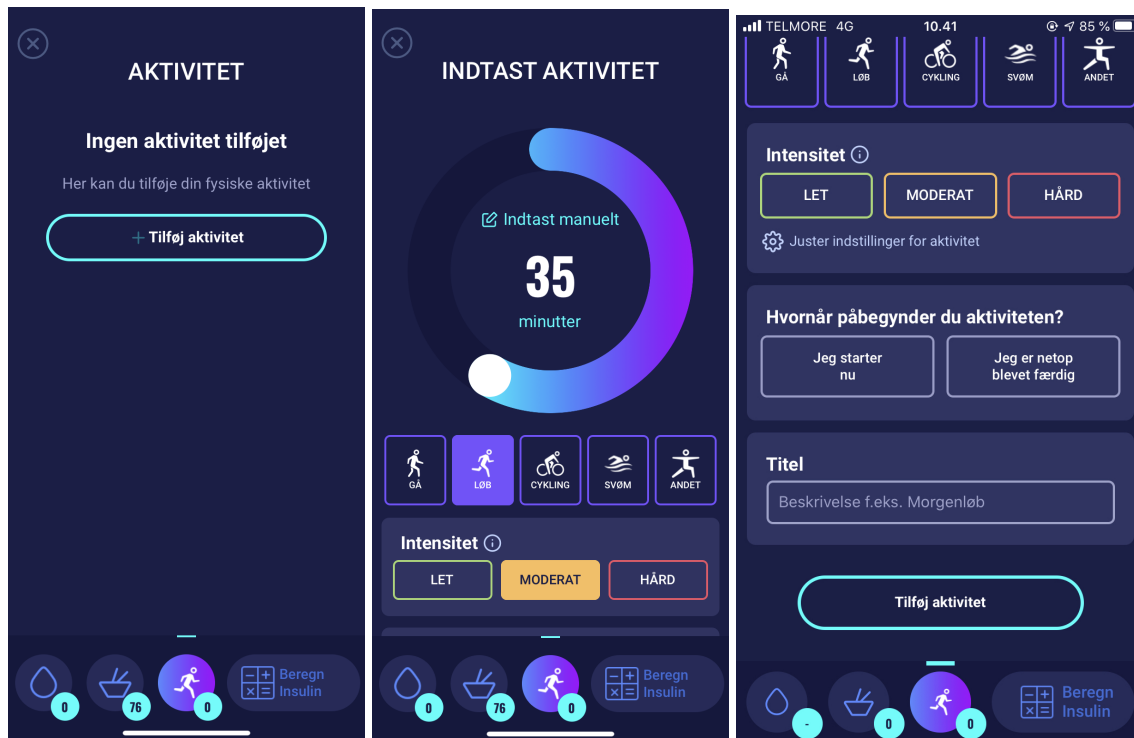 AKTIVITET
Ingen aktivitet tilføjet
Her kan du tilføje din fysiske aktivitet
+ Tilføj aktivitet
0
76
0
Beregn
Insulin
INDTAST AKTIVITET
Indtast manuelt
35
minutter
GÅ
LØB
CYKLING
SVØM
ANDET
Intensitet
LET
MODERAT
HÅRD
0
76
0
Beregn
Insulin
TELMORE 4G
10.41
85 %
GÅ
LØB
CYKLING
SVØM
ANDET
Intensitet
LET
MODERAT
HÅRD
Juster indstillinger for aktivitet
Hvornår påbegynder du aktiviteten?
Jeg starter
nu
Jeg er netop
blevet færdig
Titel
Beskrivelse f.eks. Morgenløb
Tilføj aktivitet
-
0
0
Beregn
Insulin